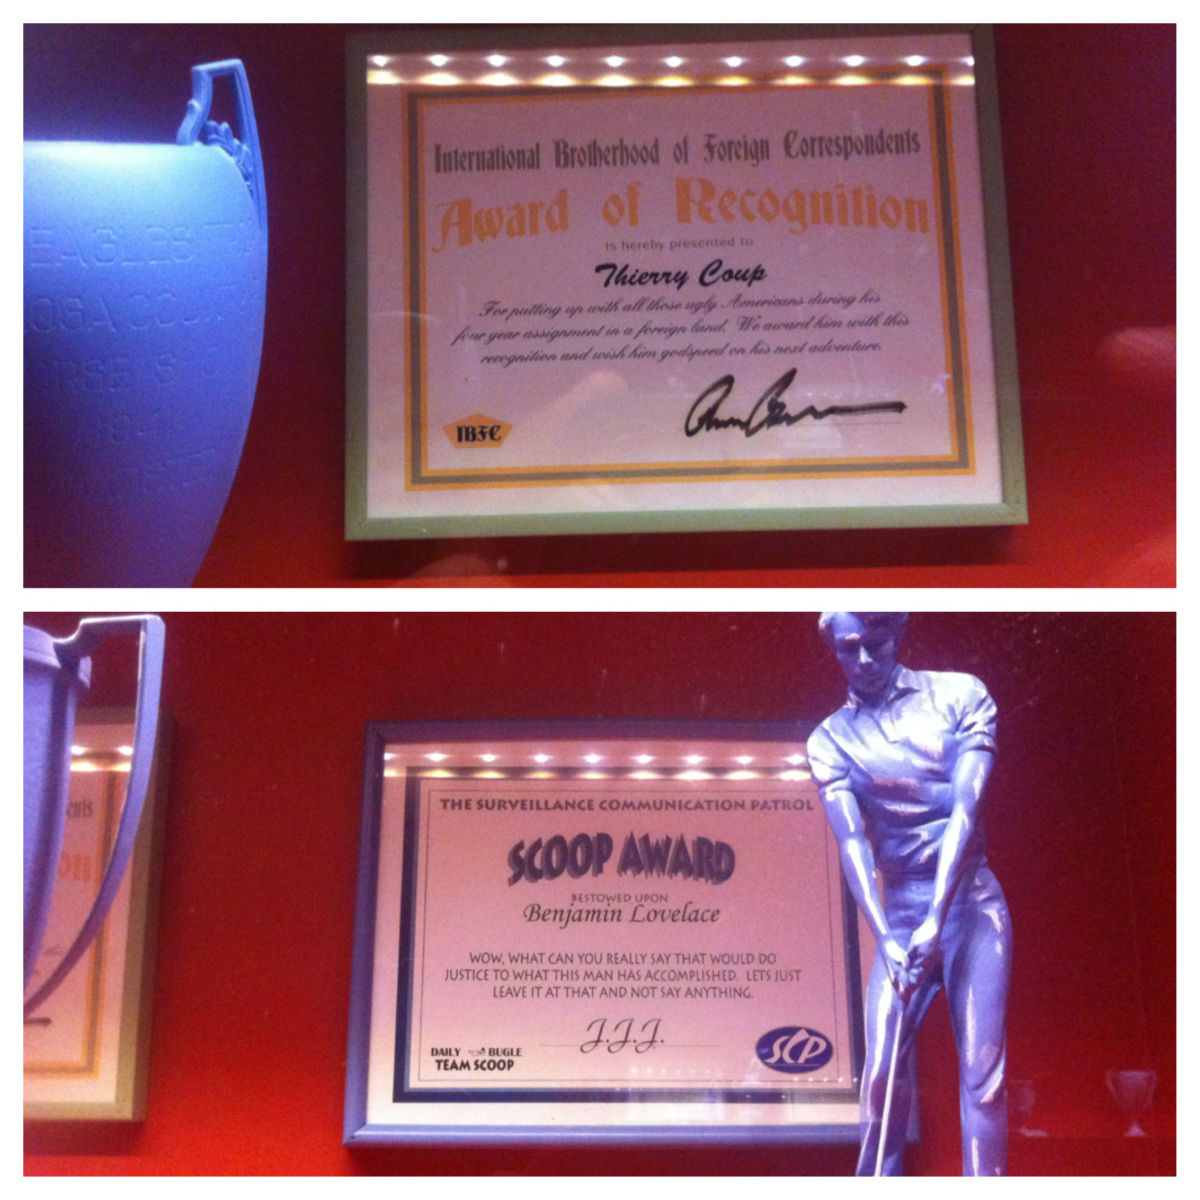 International Brotherhood of Foreign Correspondents
Award of Recognition
is hereby presented to
Thierry Coup
For putting up with all those ugly Americans during his
four year assignment in a foreign land. We award him with this
recognition and wish him godspeed on his next adventure.
IBFC
THE SURVEILLANCE COMMUNICATION PATROL
SCOOP AWARD
BESTOWED UPON
Benjamin Lovelace
WOW, WHAT CAN YOU REALLY SAY THAT WOULD DO
JUSTICE TO WHAT THIS MAN HAS ACCOMPLISHED. LETS JUST
LEAVE IT AT THAT AND NOT SAY ANYTHING.
J.J.J.
DAILY BUGLE
TEAM SCOOP
SCP